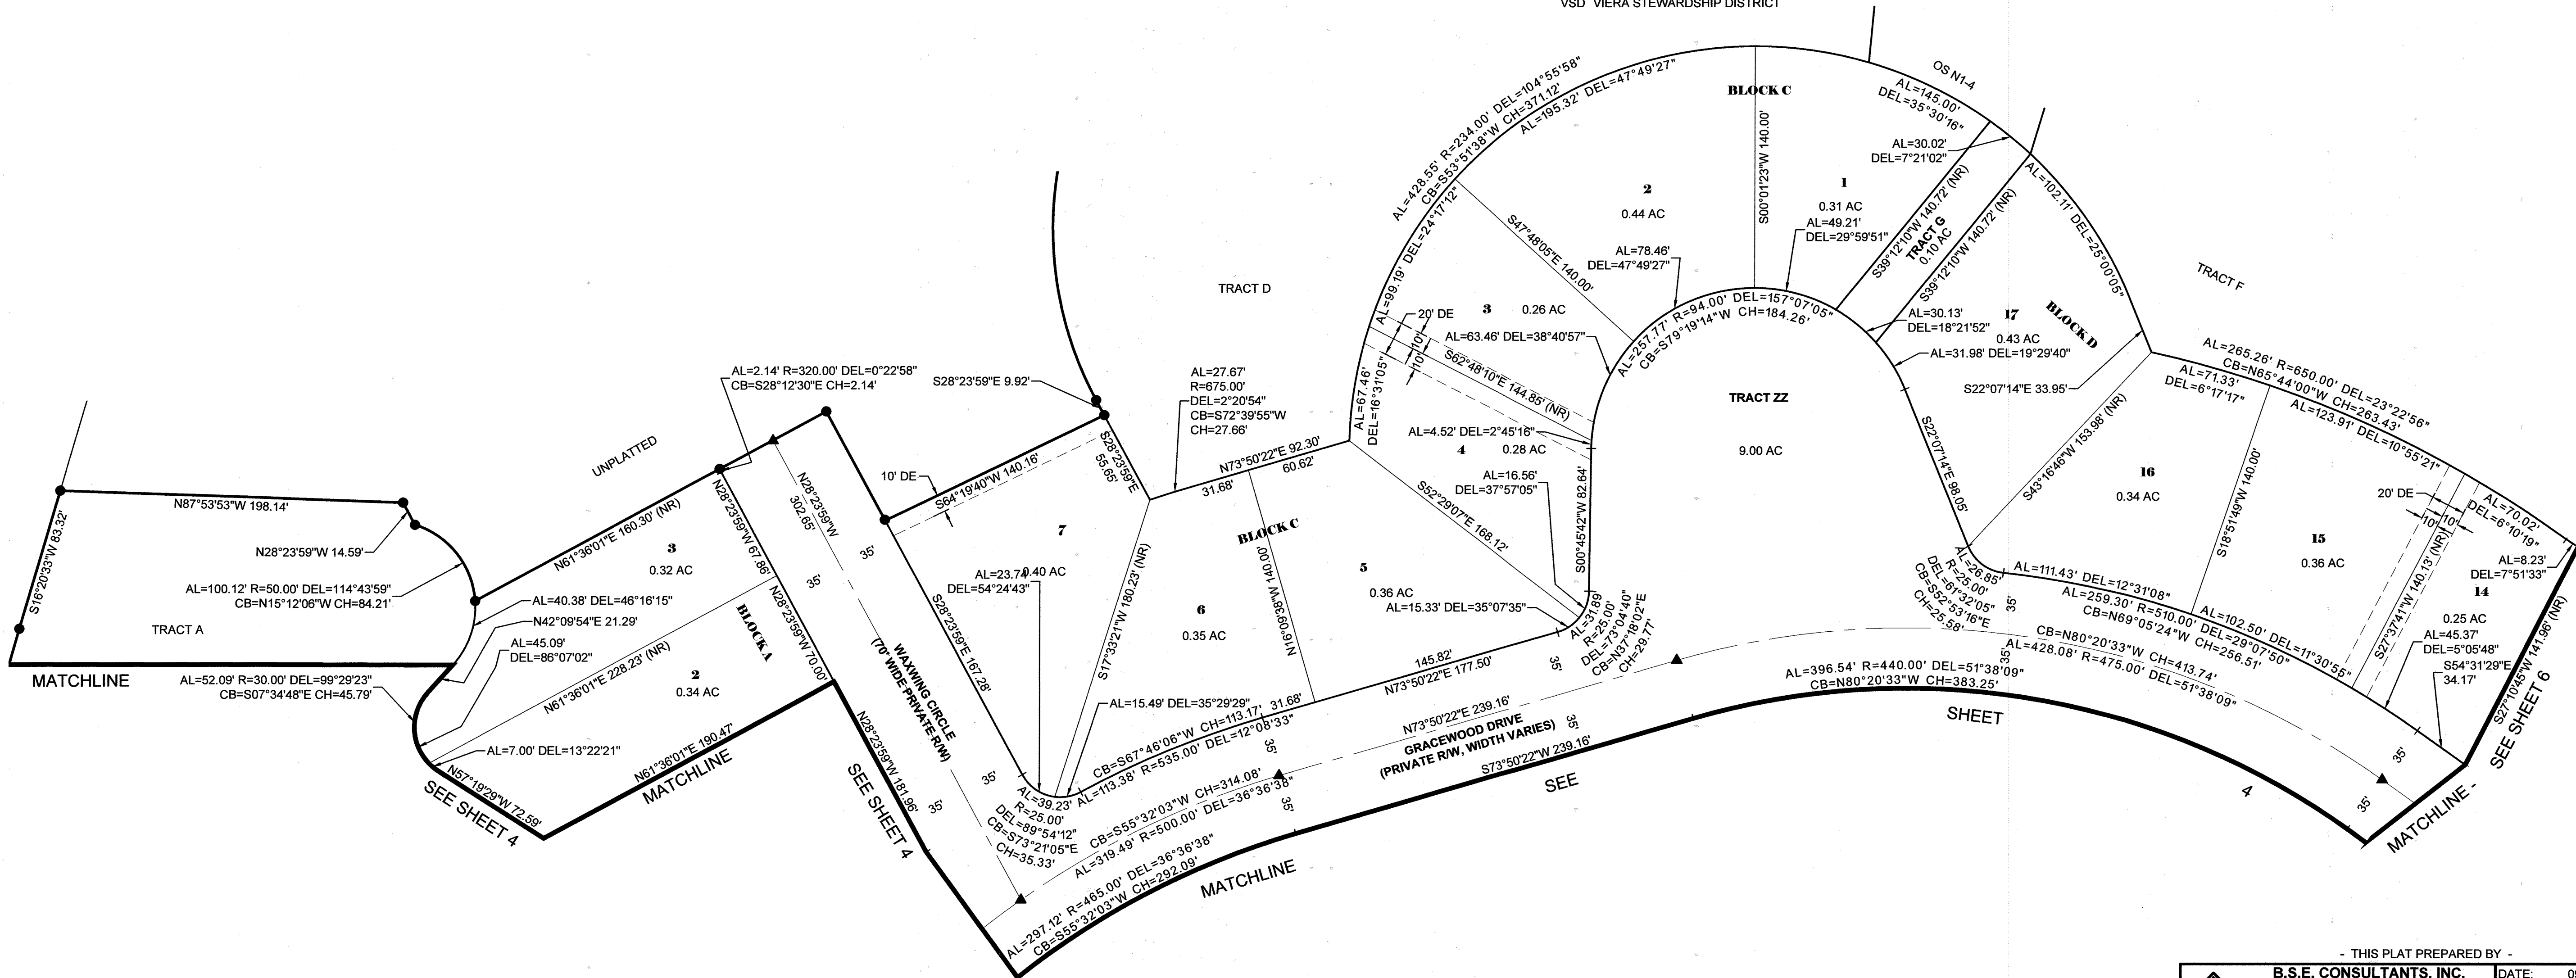 VSD VIERA STEWARDSHIP DISTRICT
OS N1-4
AL=428.55' R=234.00' DEL=104°55'58"
CB=S53°51'38"W CH=371.12'
AL=195.32' DEL=47°49'27"
BLOCK C
AL=145.00'
DEL=35°30'16"
AL=30.02'
DEL=7°21'02"
S00°01'23"W 140.00'
AL=102.11' DEL=25°00'05"
AL=99.19' DEL=24°17'12"
S47°48'05"E 140.00'
2
0.44 AC
1
0.31 AC
AL=49.21'
DEL=29°59'51"
AL=78.46'
DEL=47°49'27"
S39°12'10"W 140.72' (NR)
TRACT G
0.10 AC
S39°12'10"W 140.72' (NR)
TRACT F
TRACT D
3
0.26 AC
20' DE
10'
10'
AL=63.46' DEL=38°40'57"
S62°48'10"E 144.85' (NR)
AL=257.77' R=94.00' DEL=157°07'05"
CB=S79°19'14"W CH=184.26'
AL=30.13'
DEL=18°21'52"
17
0.43 AC
BLOCK D
AL=31.98' DEL=19°29'40"
S22°07'14"E 33.95'
AL=265.26' R=650.00' DEL=23°22'56"
CB=N65°44'00"W CH=263.43'
AL=71.33'
DEL=6°17'17"
AL=123.91' DEL=10°55'21"
AL=2.14' R=320.00' DEL=0°22'58"
CB=S28°12'30"E CH=2.14'
S28°23'59"E 9.92'
AL=27.67'
R=675.00'
DEL=2°20'54"
CB=S72°39'55"W
CH=27.66'
AL=67.46'
DEL=16°31'05"
TRACT ZZ
9.00 AC
UNPLATTED
N73°50'22"E 92.30'
60.62'
31.68'
AL=4.52' DEL=2°45'16"
4
0.28 AC
AL=16.56'
DEL=37°57'05"
S22°07'14"E 98.05'
S43°16'46"W 153.98' (NR)
16
0.34 AC
S18°51'49"W 140.00'
20' DE
10'
10'
AL=70.02'
DEL=6°10'19"
15
0.36 AC
AL=8.23'
DEL=7°51'33"
14
0.25 AC
N87°53'53"W 198.14'
S16°20'33"W 83.32'
N28°23'59"W 14.59'
AL=100.12' R=50.00' DEL=114°43'59"
CB=N15°12'06"W CH=84.21'
TRACT A
MATCHLINE
N61°36'01"E 160.30' (NR)
3
0.32 AC
N28°23'59"W 67.86'
N28°23'59"W
302.65'
35'
35'
10' DE
S64°19'40"W 140.16'
S28°23'59"E
55.65'
7
0.40 AC
AL=23.74'
DEL=54°24'43"
S28°23'59"E 167.28'
S17°33'21"W 180.23' (NR)
BLOCK C
N16°09'38"W 140.00'
5
0.36 AC
6
0.35 AC
S52°29'07"E 168.12'
S00°45'42"W 82.64'
AL=15.33' DEL=35°07'35"
AL=31.89'
R=25.00'
DEL=73°04'40"
CB=N37°18'02"E
CH=29.77'
AL=26.85'
R=25.00'
DEL=61°32'05"
CB=S52°53'16"E
CH=25.58'
35'
AL=111.43' DEL=12°31'08"
AL=259.30' R=510.00' DEL=29°07'50"
CB=N69°05'24"W CH=256.51'
AL=102.50' DEL=11°30'55"
S27°37'41"W 140.13' (NR)
AL=45.37'
DEL=5°05'48"
S54°31'29"E
34.17'
S27°10'45"W 141.96' (NR)
SEE SHEET 6
AL=40.38' DEL=46°16'15"
N42°09'54"E 21.29'
AL=45.09'
DEL=86°07'02"
AL=52.09' R=30.00' DEL=99°29'23"
CB=S07°34'48"E CH=45.79'
BLOCK A
N28°23'59"W 70.00'
N61°36'01"E 228.23' (NR)
2
0.34 AC
AL=7.00' DEL=13°22'21"
N57°19'29"W 72.59'
SEE SHEET 4
N61°36'01"E 190.47'
MATCHLINE
N28°23'59"W 181.96'
SEE SHEET 4
WAXWING CIRCLE
(70' WIDE PRIVATE R/W)
35'
35'
AL=15.49' DEL=35°29'29"
AL=39.23'
R=25.00'
DEL=89°54'12"
CB=S73°21'05"E
CH=35.33'
CB=S67°46'06"W CH=113.17'
AL=113.38' R=535.00' DEL=12°08'33"
31.68'
145.82'
N73°50'22"E 177.50'
35'
35'
35'
CB=S55°32'03"W CH=314.08'
AL=319.49' R=500.00' DEL=36°36'38"
AL=297.12' R=465.00' DEL=36°36'38"
CB=S55°32'03"W CH=292.09'
MATCHLINE
N73°50'22"E 239.16'
GRACEWOOD DRIVE
(PRIVATE R/W, WIDTH VARIES)
35'
S73°50'22"W 239.16'
SEE
CB=N80°20'33"W CH=413.74'
AL=428.08' R=475.00' DEL=51°38'09"
35'
AL=396.54' R=440.00' DEL=51°38'09"
CB=N80°20'33"W CH=383.25'
SHEET
4
35'
35'
MATCHLINE -
- THIS PLAT PREPARED BY -
B.S.E. CONSULTANTS, INC.
DATE: